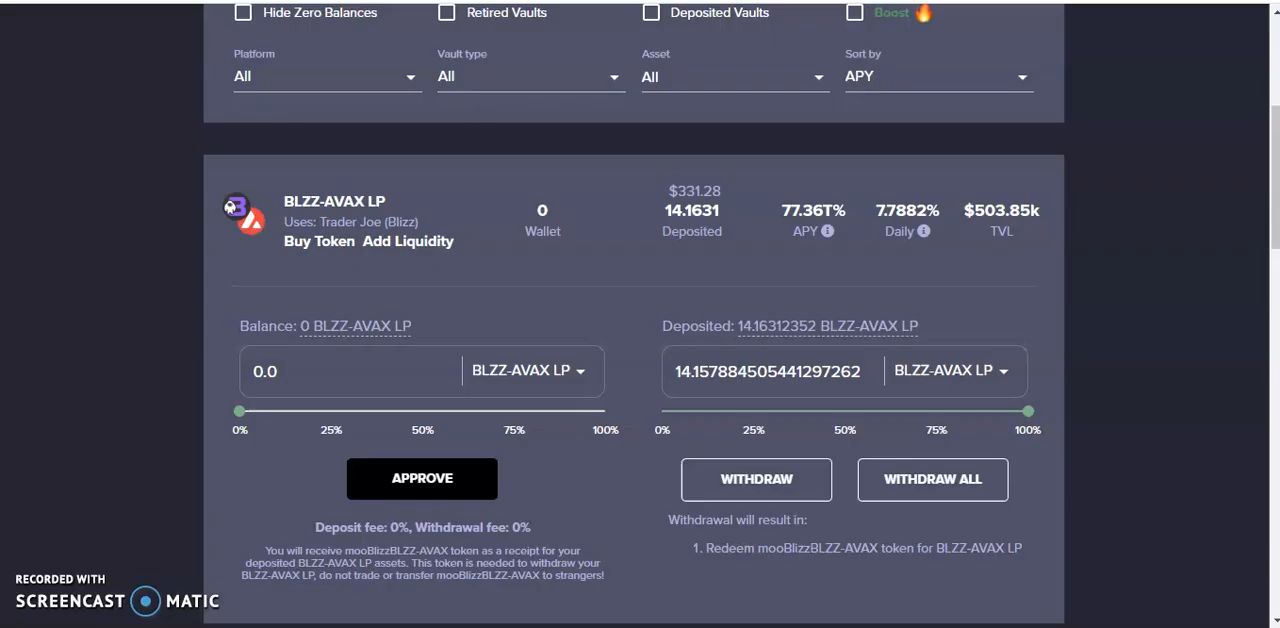 Hide Zero Balances Retired Vaults Deposited Vaults Boost
Platform Vault type Asset Sort by
All All All APY
BLZZ-AVAX LP
Uses: Trader Joe (Blizz)
Buy Token Add Liquidity
0
Wallet
$331.28
14.1631
Deposited
77.36T%
APY
7.7882%
Daily
$503.85k
TVL
Balance: 0 BLZZ-AVAX LP
0.0 BLZZ-AVAX LP
0% 25% 50% 75% 100%
APPROVE
Deposit fee: 0%, Withdrawal fee: 0%
You will receive mooBlizzBLZZ-AVAX token as a receipt for your
deposited BLZZ-AVAX LP assets. This token is needed to withdraw your
BLZZ-AVAX LP, do not trade or transfer mooBlizzBLZZ-AVAX to strangers!
Deposited: 14.16312352 BLZZ-AVAX LP
14.157884505441297262 BLZZ-AVAX LP
0% 25% 50% 75% 100%
WITHDRAW WITHDRAW ALL
Withdrawal will result in:
1. Redeem mooBlizzBLZZ-AVAX token for BLZZ-AVAX LP
RECORDED WITH
SCREENCAST MATIC